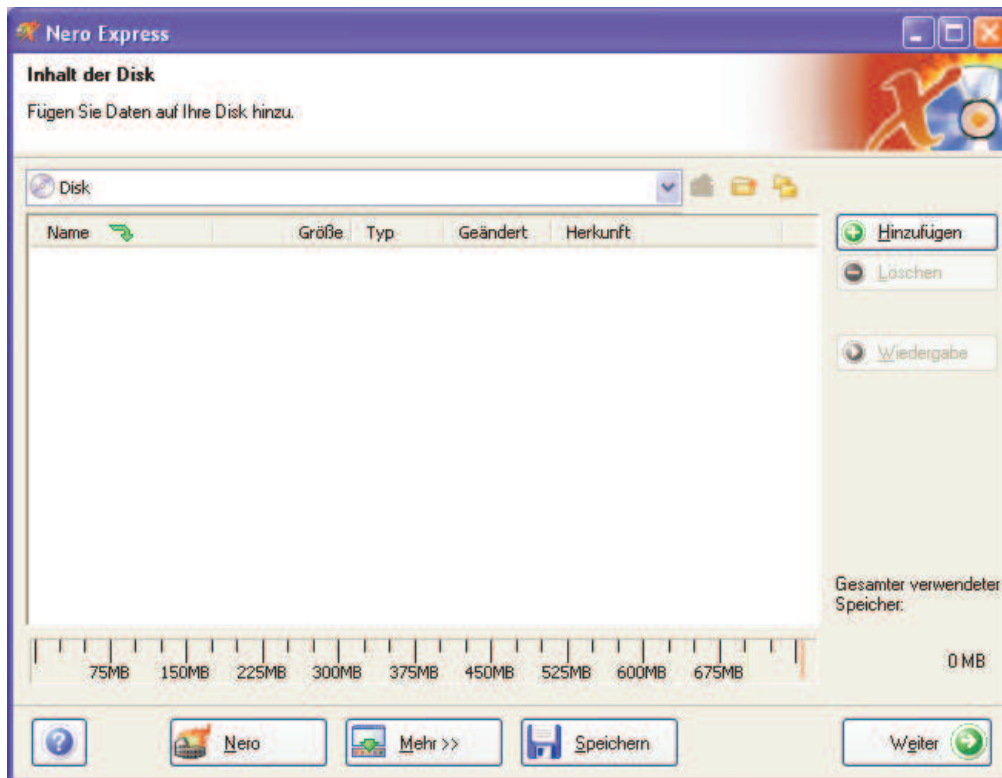 Nero Express
Inhalt der Disk
Fügen Sie Daten auf Ihre Disk hinzu.
Disk
Name Größe Typ Geändert Herkunft
Hinzufügen
Löschen
Wiedergabe
Gesamter verwendeter
Speicher:
75MB 150MB 225MB 300MB 375MB 450MB 525MB 600MB 675MB
0 MB
Nero Mehr >> Speichern Weiter